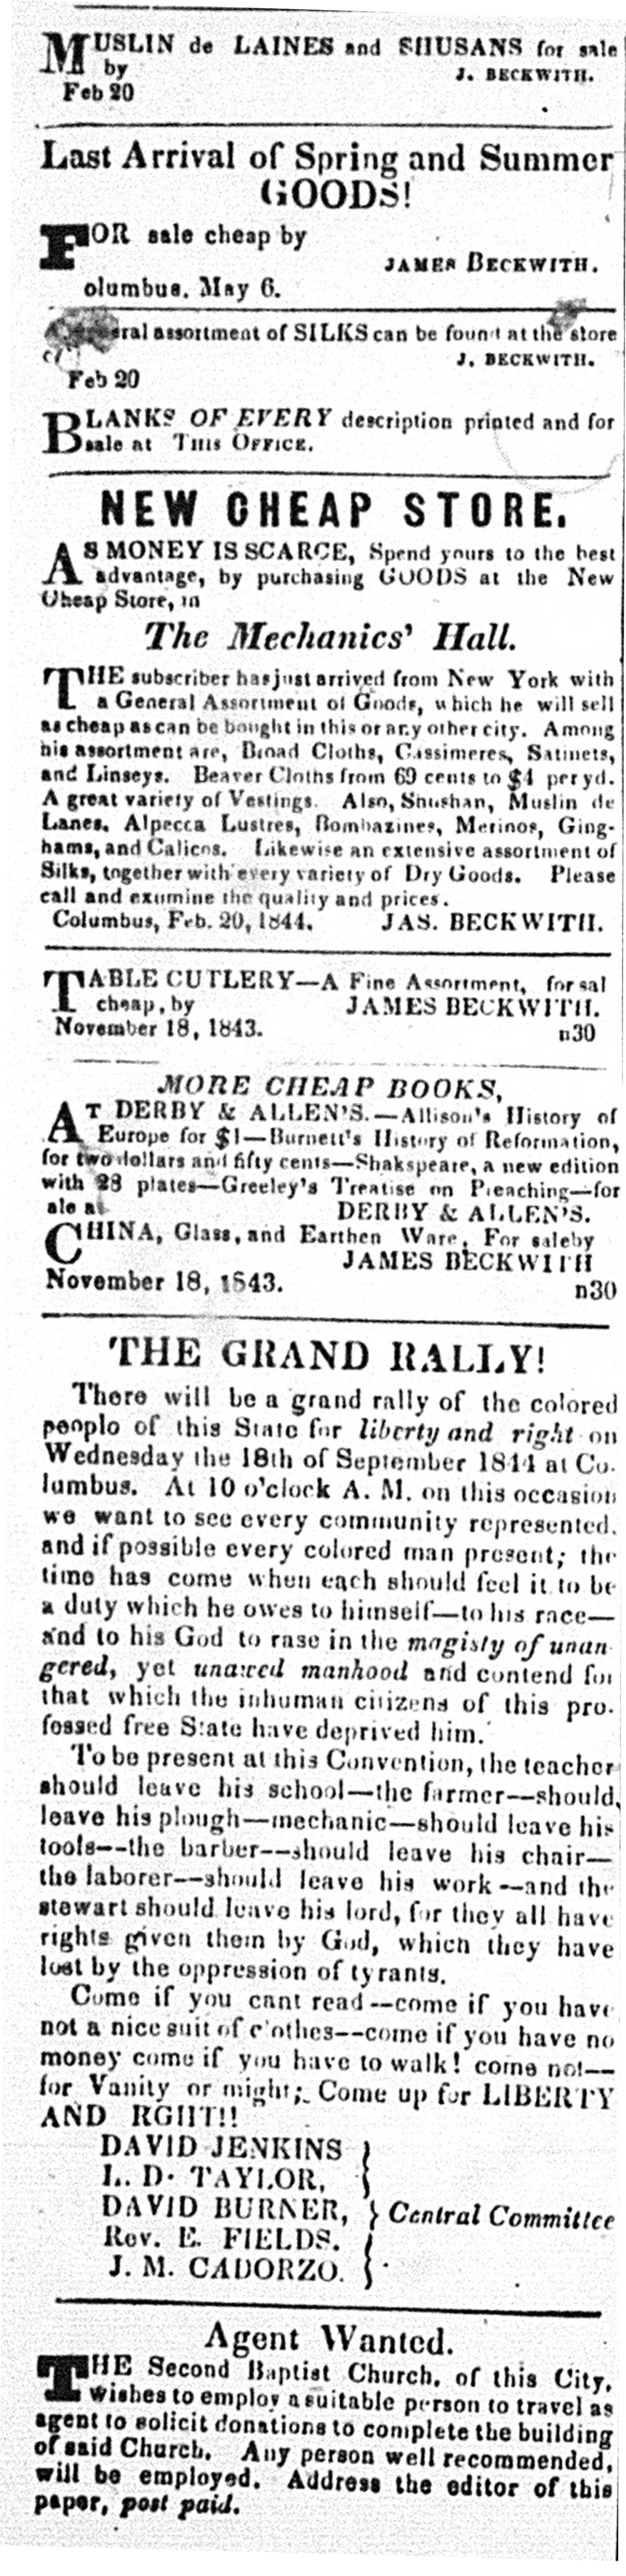 MUSLIN de LAINES and SHUSANS for sale
by J. BECKWITH.
Feb 20
Last Arrival of Spring and Summer
GOODS!
FOR sale cheap by
JAMES BECKWITH.
olumbus, May 6.
assortment of SILKS can be found at the store
J. BECKWITH.
Feb 20
BLANKS OF EVERY description printed and for
sale at THIS OFFICE.
NEW CHEAP STORE.
AS MONEY IS SCARCE, Spend yours to the best
advantage, by purchasing GOODS at the New
Cheap Store, in
The Mechanics' Hall.
THE subscriber has just arrived from New York with
a General Assortment of Goods, which he will sell
as cheap as can be bought in this or any other city. Among
his assortment are, Broad Cloths, Cassimeres, Satinets,
and Linseys. Beaver Cloths from 69 cents to $4 per yd.
A great variety of Vestings. Also, Shushan, Muslin de
Lanes, Alpecca Lustres, Bombazines, Merinos, Ging-
hams, and Calicos. Likewise an extensive assortment of
Silks, together with every variety of Dry Goods. Please
call and examine the quality and prices.
Columbus, Feb. 20, 1844. JAS. BECKWITH.
TABLE CUTLERY—A Fine Assortment, for sal
cheap, by JAMES BECKWITH.
November 18, 1843. n30
MORE CHEAP BOOKS,
AT DERBY & ALLEN'S.—Allison's History of
Europe for $1—Burnett's History of Reformation,
for two dollars and fifty cents—Shakspeare, a new edition
with 28 plates—Greeley's Treatise on Preaching—for
ale at DERBY & ALLEN'S.
CHINA, Glass, and Earthen Ware, For saleby
JAMES BECKWITH
November 18, 1843. n30
THE GRAND RALLY!
There will be a grand rally of the colored
people of this State for liberty and right on
Wednesday the 18th of September 1844 at Co-
lumbus. At 10 o'clock A. M. on this occasion
we want to see every community represented,
and if possible every colored man present; the
time has come when each should feel it to be
a duty which he owes to himself—to his race—
and to his God to rase in the magisty of unan
gered, yet unawed manhood and contend for
that which the inhuman citizens of this pro-
fessed free State have deprived him.
To be present at this Convention, the teacher
should leave his school—the farmer—should,
leave his plough—mechanic—should leave his
tools--the barber--should leave his chair—
the laborer--should leave his work--and the
stewart should leave his lord, for they all have
rights given them by God, which they have
lost by the oppression of tyrants.
Come if you cant read--come if you have
not a nice suit of clothes--come if you have no
money come if you have to walk! come not—
for Vanity or might; Come up for LIBERTY
AND RGHT!!
DAVID JENKINS
L. D. TAYLOR,
DAVID BURNER, } Central Committee
Rev. E. FIELDS.
J. M. CADORZO.
Agent Wanted.
THE Second Baptist Church, of this City,
wishes to employ a suitable person to travel as
agent to solicit donations to complete the building
of said Church. Any person well recommended,
will be employed. Address the editor of this
paper, post paid.